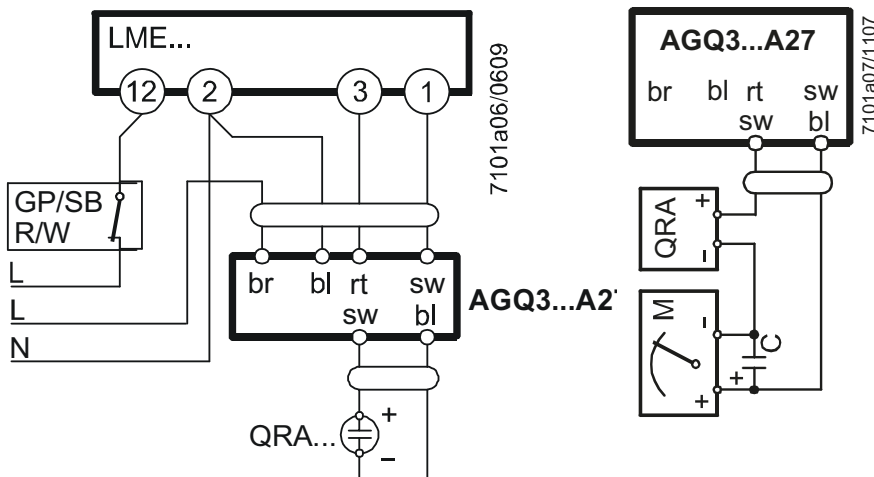 LME...
12 2 3 1
7101a06/0609
GP/SB
R/W
L
L
N
br bl rt sw
sw bl
AGQ3...A27
QRA... + –
AGQ3...A27
br bl rt sw
sw bl
7101a07/1107
QRA + -
M - +
C +